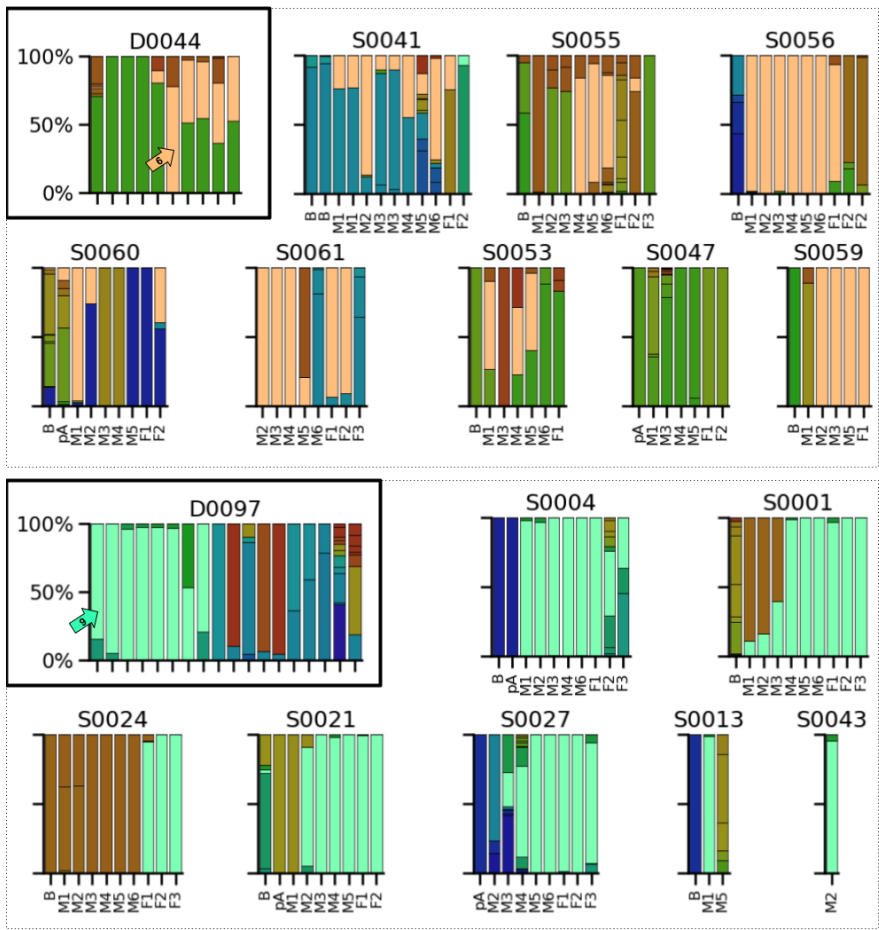 D0044 S0041 S0055 S0056
100%
50%
0%
6
B B M1 M1 M2 M3 M3 M4 M5 M6 F1 F2
B M1 M2 M3 M4 M5 M6 F1 F2 F3
B M1 M2 M3 M4 M5 M6 F1 F2 F2
S0060 S0061 S0053 S0047 S0059
B pA M1 M2 M3 M4 M5 F1 F2
M2 M3 M4 M5 M6 F1 F2 F3
B M1 M3 M4 M5 M6 F1
pA M1 M3 M4 M5 F1 F2
B M1 M2 M3 M5 F1
D0097 S0004 S0001
100%
50%
0%
9
B pA M1 M2 M3 M4 M6 F1 F2 F3
B M1 M2 M3 M4 M5 M6 F1 F2 F3
S0024 S0021 S0027 S0013 S0043
B M1 M2 M3 M4 M5 M6 F1 F2 F3
B pA M1 M2 M3 M4 M5 F1 F2
pA M2 M3 M4 M5 M6 F1 F2 F3
B M1 M5
M2